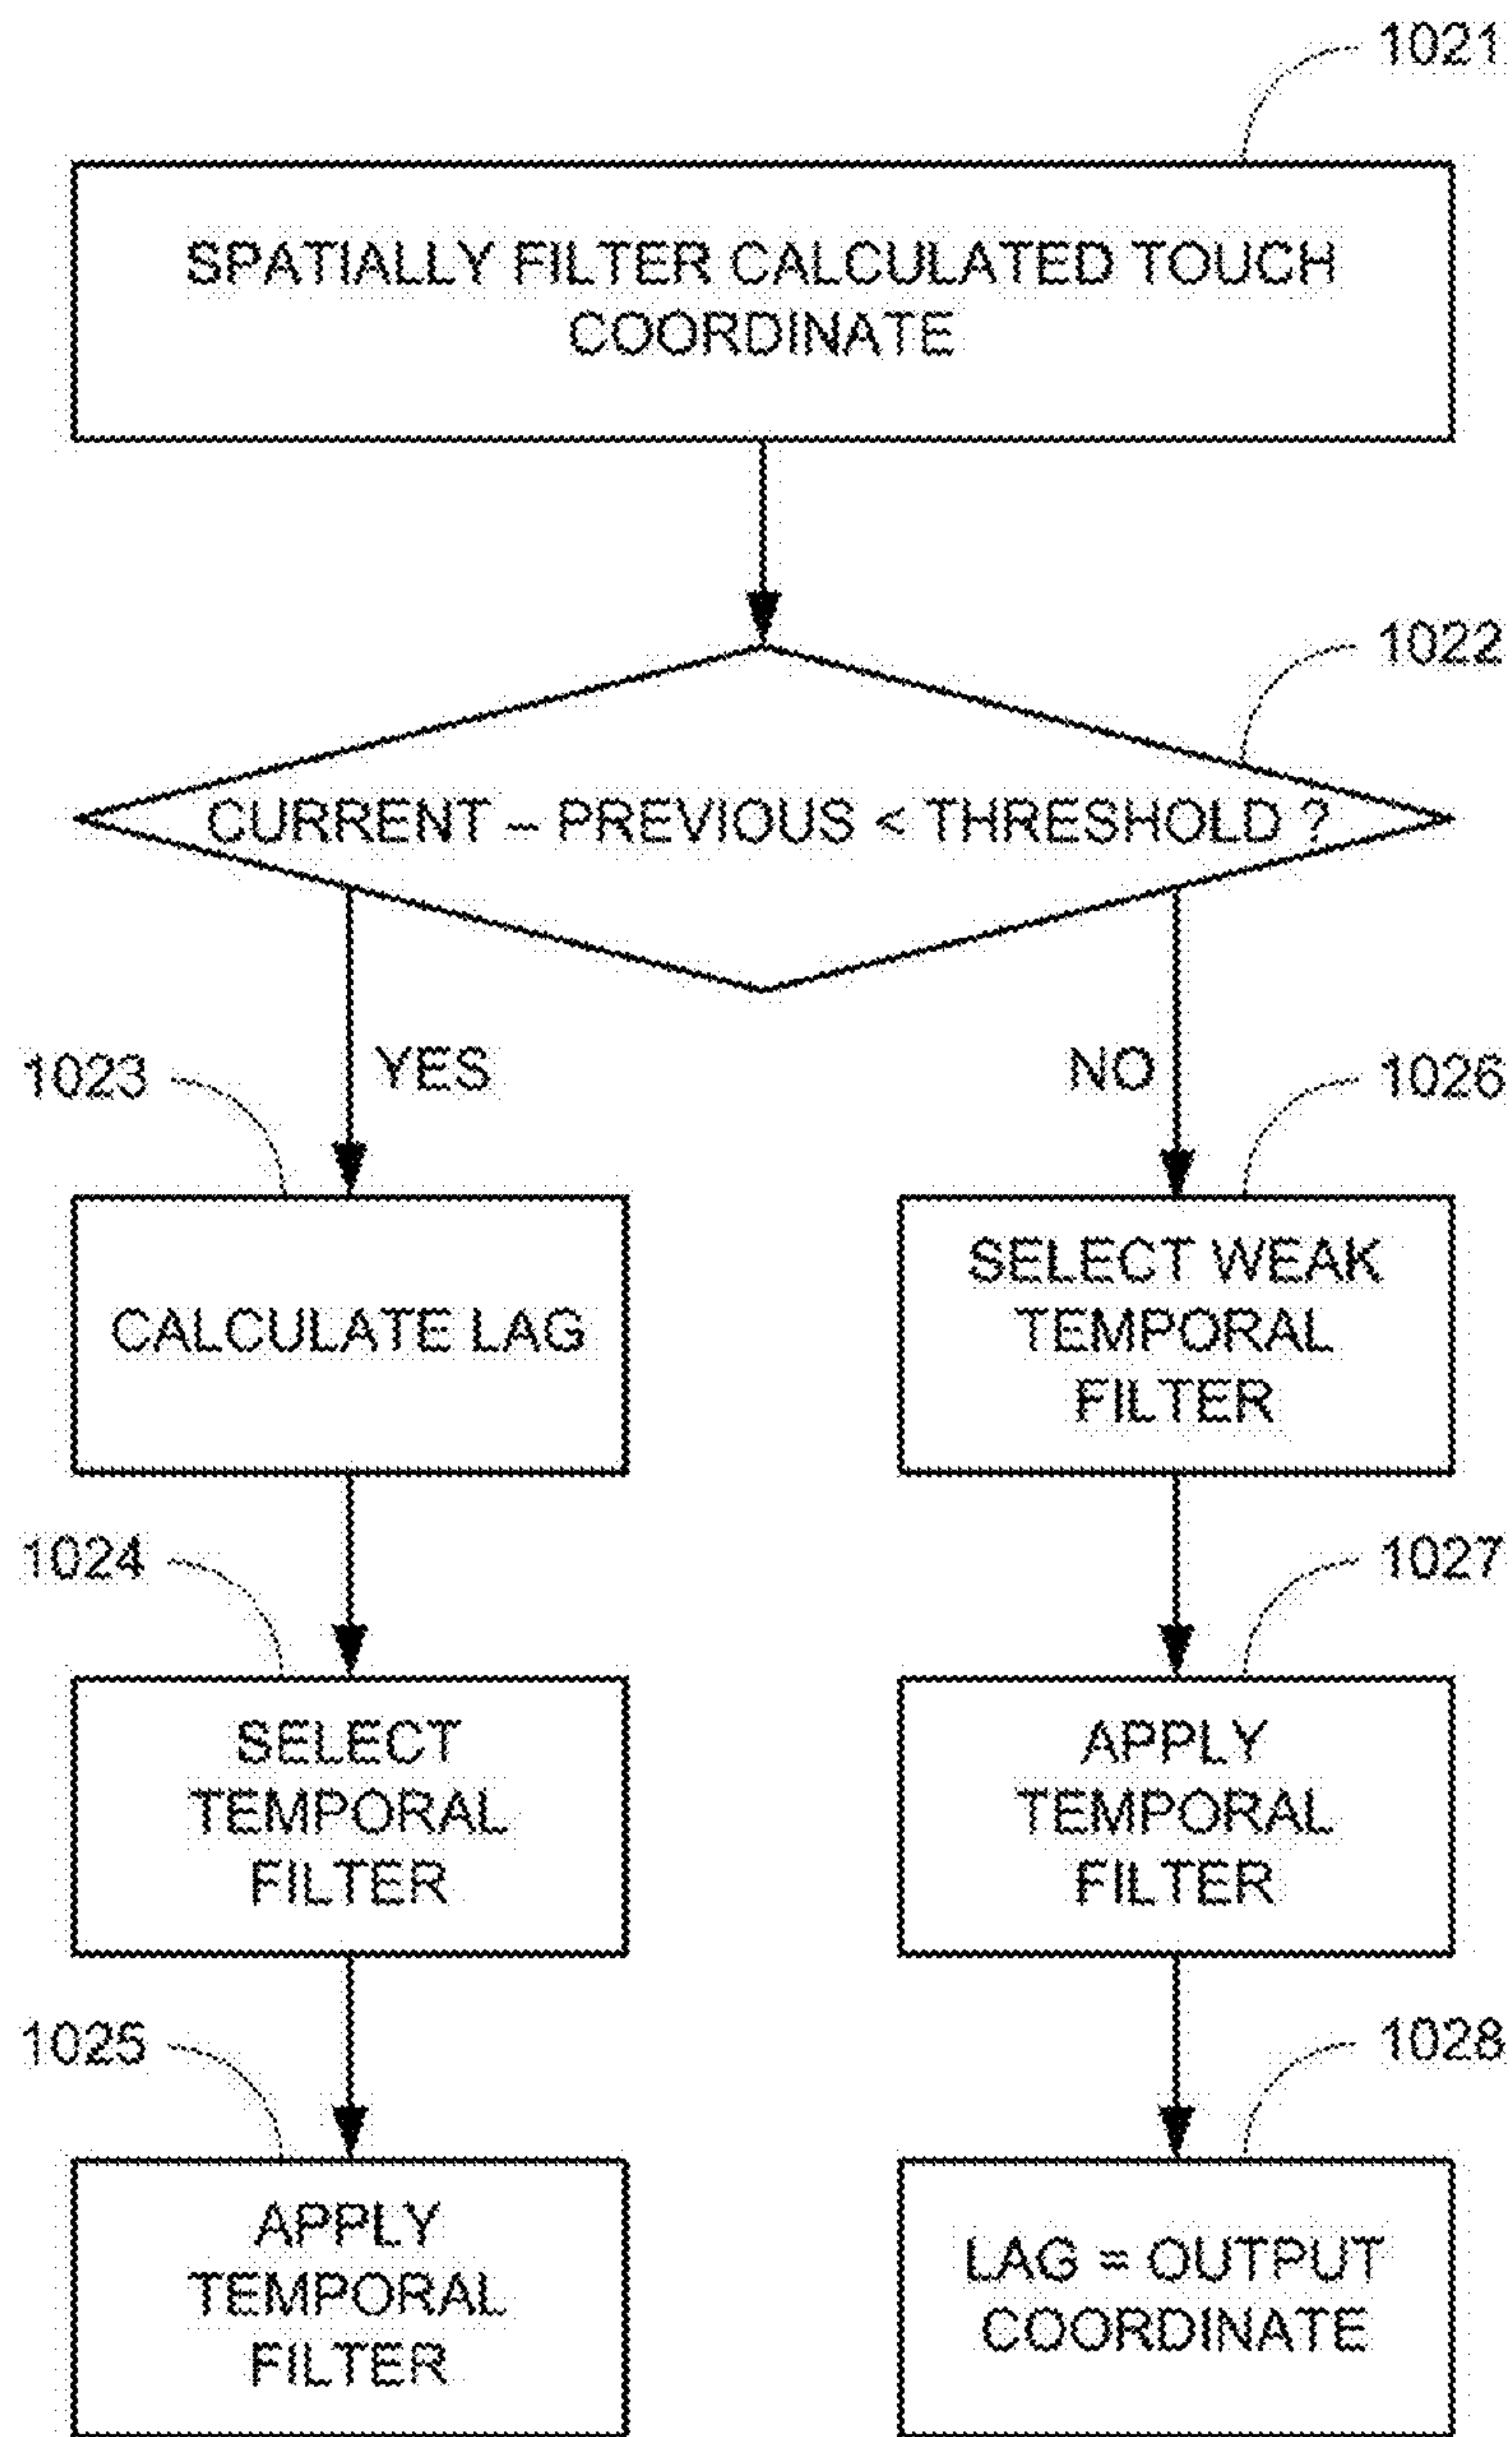 1021
SPATIALLY FILTER CALCULATED TOUCH
COORDINATE
1022
CURRENT – PREVIOUS < THRESHOLD ?
YES
NO
1023
CALCULATE LAG
1026
SELECT WEAK
TEMPORAL
FILTER
1024
SELECT
TEMPORAL
FILTER
1027
APPLY
TEMPORAL
FILTER
1025
APPLY
TEMPORAL
FILTER
1028
LAG = OUTPUT
COORDINATE